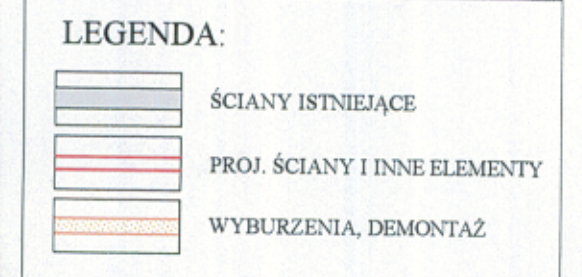 LEGENDA:
ŚCIANY ISTNIEJĄCE
PROJ. ŚCIANY I INNE ELEMENTY
WYBURZENIA, DEMONTAŻ